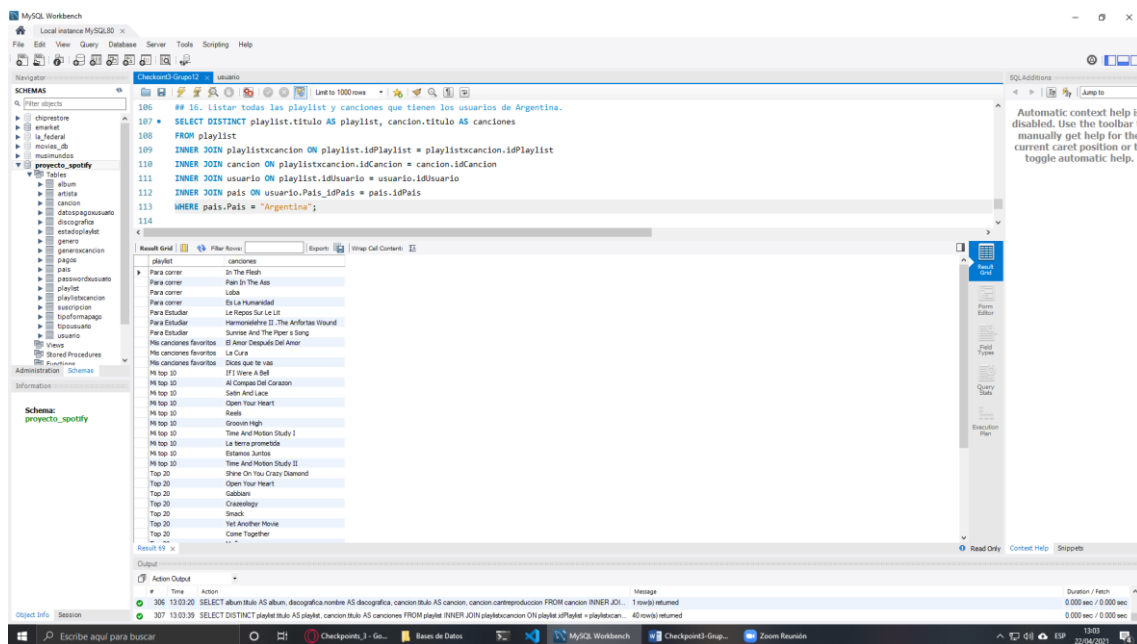 MySQL Workbench
Local instance MySQL80
File Edit View Query Database Server Tools Scripting Help
Navigator
SCHEMAS
Filter objects
chiprestore
emarket
la_federal
movies_db
musimundos
proyecto_spotify
Tables
album
artista
cancion
datospagoxusuario
discografica
estadoplaylist
genero
generoxcancion
pagos
pais
passwordxusuario
playlist
playlistxcancion
suscripcion
tipoformapago
tipousuario
usuario
Views
Stored Procedures
Functions
Administration Schemas
Information
Schema:
proyecto_spotify
Object Info Session
Checkoint3-Grupo12 usuario
Limit to 1000 rows
106 ## 16. Listar todas las playlist y canciones que tienen los usuarios de Argentina.
107 SELECT DISTINCT playlist.titulo AS playlist, cancion.titulo AS canciones
108 FROM playlist
109 INNER JOIN playlistxcancion ON playlist.idPlaylist = playlistxcancion.idPlaylist
110 INNER JOIN cancion ON playlistxcancion.idCancion = cancion.idCancion
111 INNER JOIN usuario ON playlist.idUsuario = usuario.idUsuario
112 INNER JOIN pais ON usuario.Pais_idPais = pais.idPais
113 WHERE pais.Pais = "Argentina";
114
Result Grid Filter Rows: Export: Wrap Cell Content:
playlist canciones
Para correr In The Flesh
Para correr Pain In The Ass
Para correr Loba
Para correr Es La Humanidad
Para Estudiar Le Repos Sur Le Lit
Para Estudiar Harmonielehre II .The Anfortas Wound
Para Estudiar Sunrise And The Piper s Song
Mis canciones favoritos El Amor Después Del Amor
Mis canciones favoritos La Cura
Mis canciones favoritos Dices que te vas
Mi top 10 If I Were A Bell
Mi top 10 Al Compas Del Corazon
Mi top 10 Satin And Lace
Mi top 10 Open Your Heart
Mi top 10 Reels
Mi top 10 Groovin High
Mi top 10 Time And Motion Study I
Mi top 10 La tierra prometida
Mi top 10 Estamos Juntos
Mi top 10 Time And Motion Study II
Top 20 Shine On You Crazy Diamond
Top 20 Open Your Heart
Top 20 Gabbiani
Top 20 Crazeology
Top 20 Smack
Top 20 Yet Another Movie
Top 20 Come Together
Result 69
Read Only
Result Grid
Form Editor
Field Types
Query Stats
Execution Plan
SQLAdditions
Jump to
Automatic context help is
disabled. Use the toolbar
manually get help for the
current caret position or
toggle automatic help.
Context Help Snippets
Output
Action Output
# Time Action Message Duration / Fetch
306 13:03:20 SELECT album.titulo AS album, discografica.nombre AS discografica, cancion.titulo AS cancion, cancion.cantreproduccion FROM cancion INNER JOI... 1 row(s) returned 0.000 sec / 0.000 sec
307 13:03:39 SELECT DISTINCT playlist.titulo AS playlist, cancion.titulo AS canciones FROM playlist INNER JOIN playlistxcancion ON playlist.idPlaylist = playlistxcan... 40 row(s) returned 0.000 sec / 0.000 sec
Escribe aquí para buscar
Checkpoints_3 - Go...
Bases de Datos
MySQL Workbench
Checkpoint3-Grup...
Zoom Reunión
ESP
13:03
22/04/2021